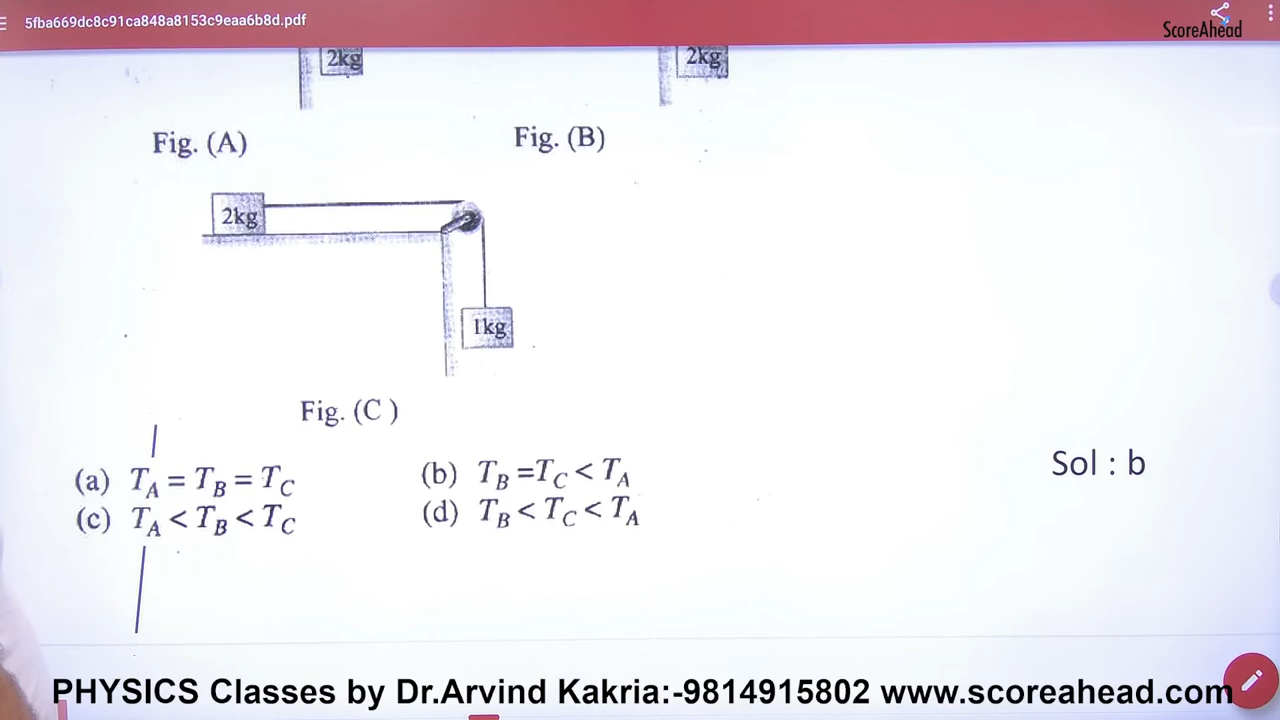 5fba669dc8c91ca848a8153c9eaa6b8d.pdf
ScoreAhead
2kg 2kg
Fig. (A) Fig. (B)
2kg
1kg
Fig. (C )
(a) T_A = T_B = T_C (b) T_B =T_C < T_A
Sol : b
(c) T_A < T_B < T_C (d) T_B < T_C < T_A
PHYSICS Classes by Dr.Arvind Kakria:-9814915802 www.scoreahead.com